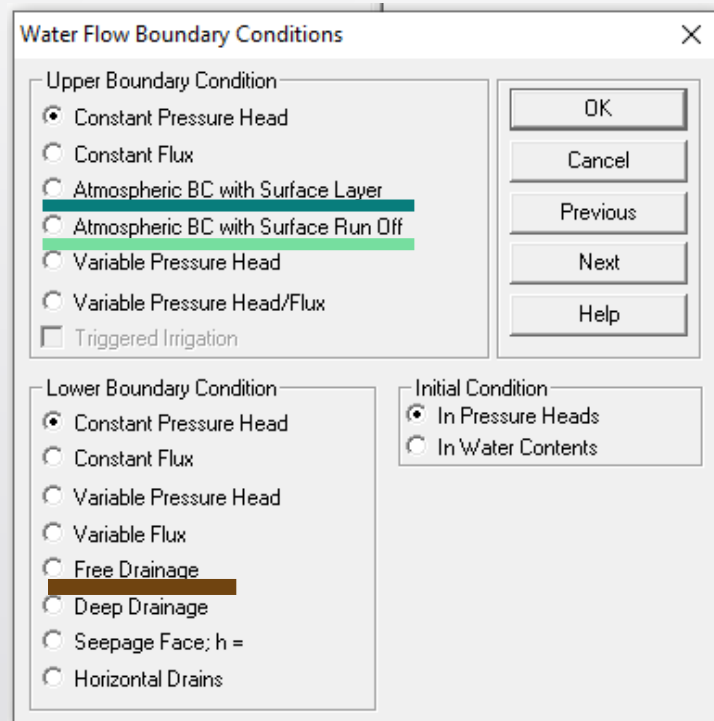 Water Flow Boundary Conditions
Upper Boundary Condition
Constant Pressure Head
Constant Flux
Atmospheric BC with Surface Layer
Atmospheric BC with Surface Run Off
Variable Pressure Head
Variable Pressure Head/Flux
Triggered Irrigation
OK
Cancel
Previous
Next
Help
Lower Boundary Condition
Constant Pressure Head
Constant Flux
Variable Pressure Head
Variable Flux
Free Drainage
Deep Drainage
Seepage Face; h =
Horizontal Drains
Initial Condition
In Pressure Heads
In Water Contents